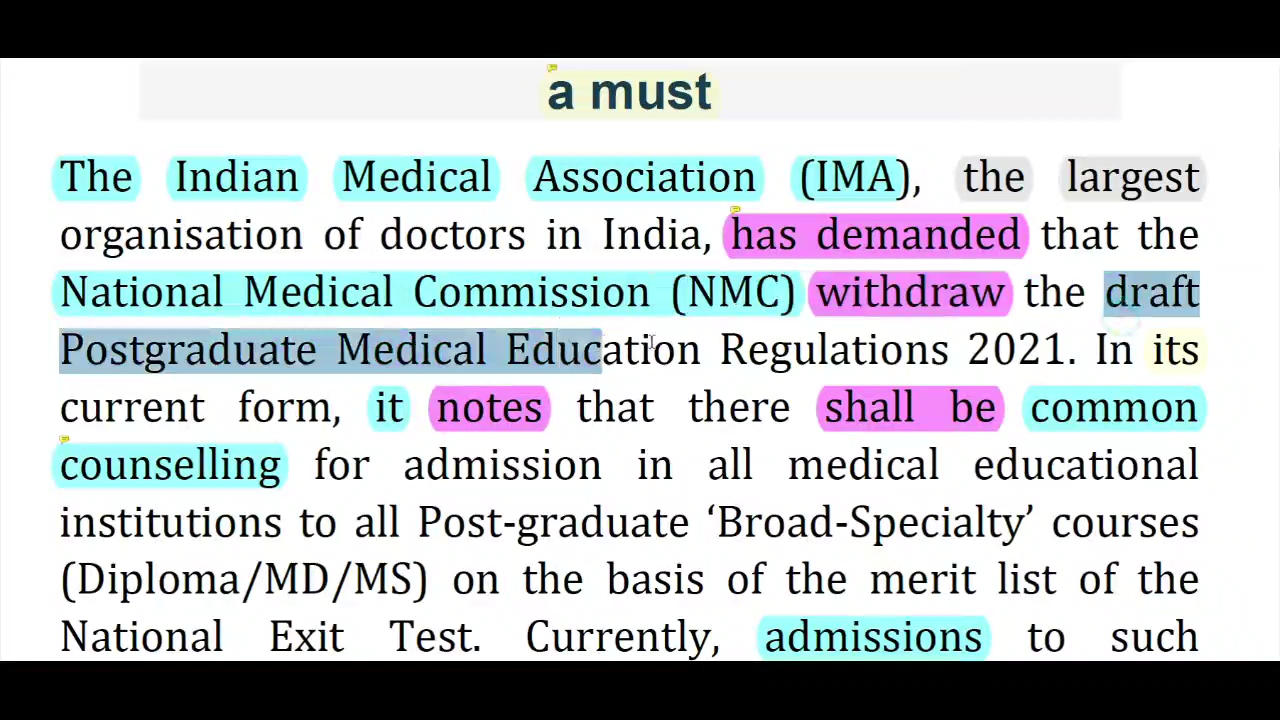 a must
The Indian Medical Association (IMA), the largest
organisation of doctors in India, has demanded that the
National Medical Commission (NMC) withdraw the draft
Postgraduate Medical Education Regulations 2021. In its
current form, it notes that there shall be common
counselling for admission in all medical educational
institutions to all Post-graduate ‘Broad-Specialty’ courses
(Diploma/MD/MS) on the basis of the merit list of the
National Exit Test. Currently, admissions to such